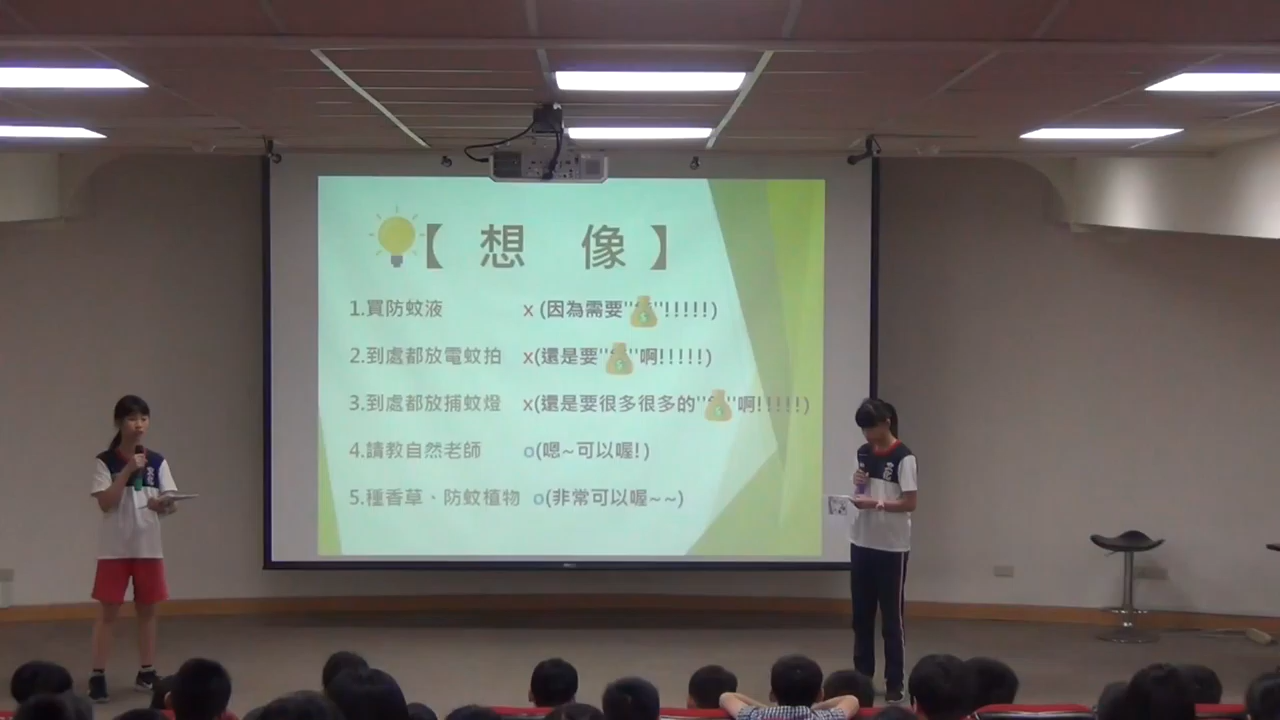 【 想 像 】
1.買防蚊液 x (因為需要""!!!!!)
2.到處都放電蚊拍 x(還是要""啊!!!!!)
3.到處都放捕蚊燈 x(還是要很多很多的""啊!!!!!)
4.請教自然老師 o(嗯~可以喔!)
5.種香草、防蚊植物 o(非常可以喔~~)